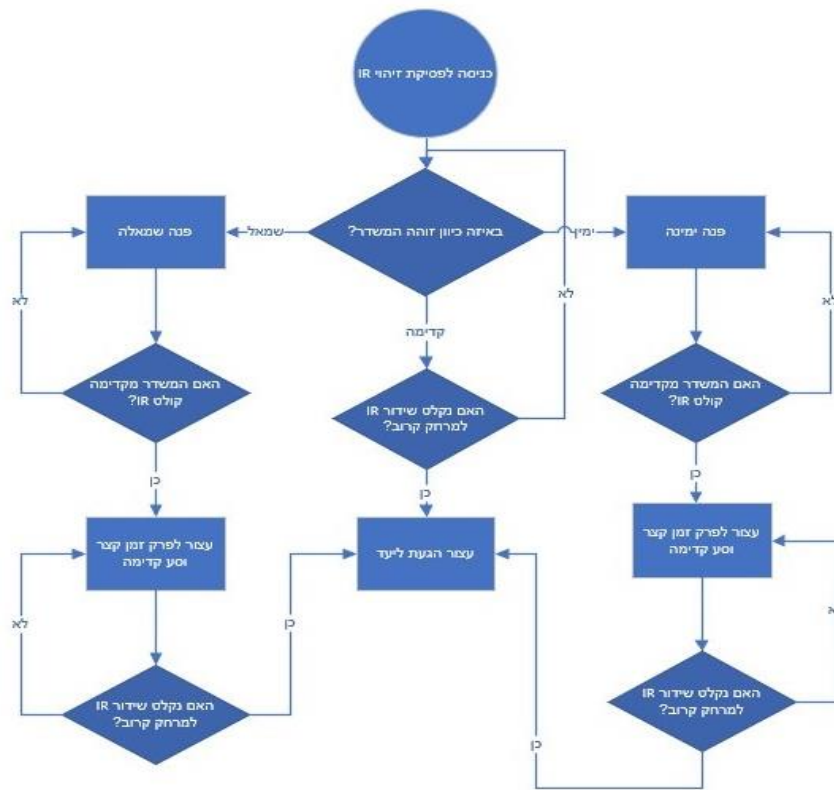 כניסה לפסיקת זיהוי IR
באיזה כיוון זוהה המשדר?
ימין
שמאל
קדימה
לא
פנה ימינה
פנה שמאלה
לא
לא
האם המשדר מקדימה
קולט IR?
האם נקלט שידור IR
למרחק קרוב?
האם המשדר מקדימה
קולט IR?
כן
כן
כן
עצור לפרק זמן קצר
וסע קדימה
עצור הגעת ליעד
עצור לפרק זמן קצר
וסע קדימה
לא
כן
לא
האם נקלט שידור IR
למרחק קרוב?
האם נקלט שידור IR
למרחק קרוב?
כן